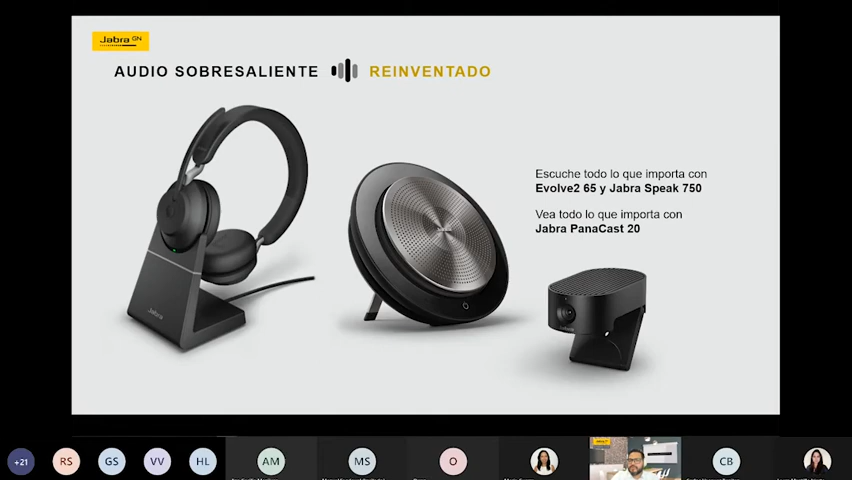 Jabra GN
AUDIO SOBRESALIENTE REINVENTADO
Escuche todo lo que importa con
Evolve2 65 y Jabra Speak 750
Vea todo lo que importa con
Jabra PanaCast 20
Jabra
+21
RS
GS
VV
HL
AM
MS
O
CB